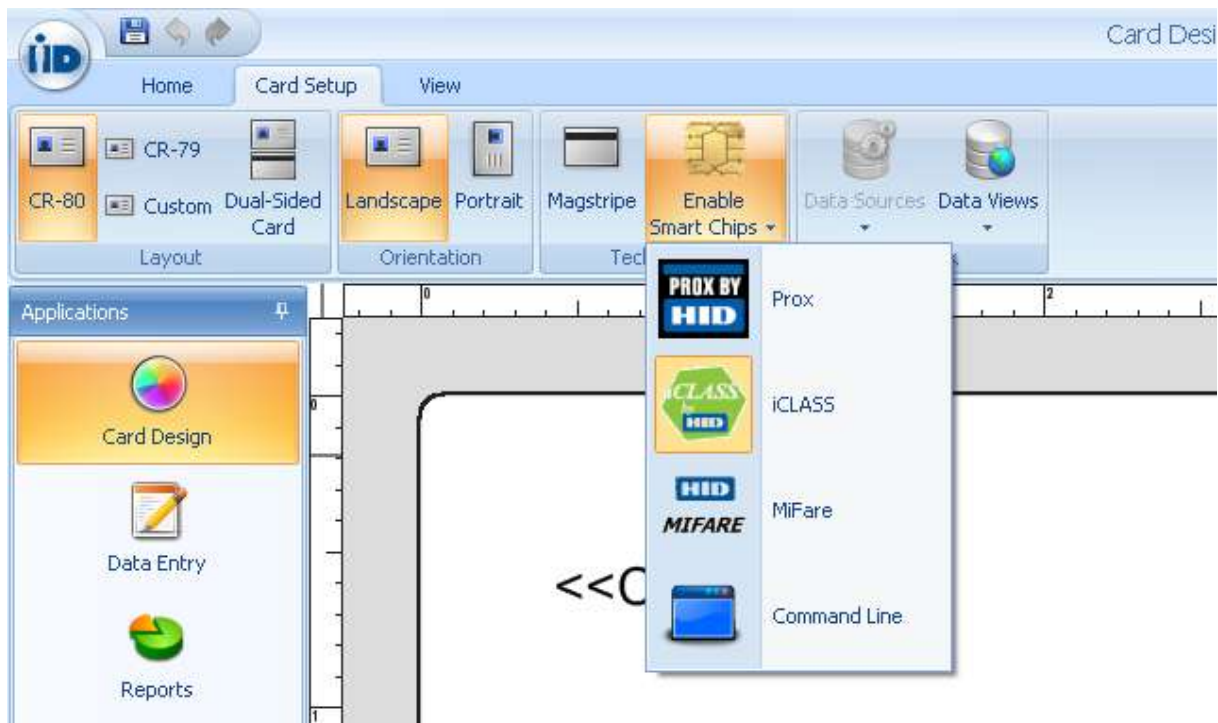 iiD
Card Desi
Home Card Setup View
CR-80
CR-79
Custom
Dual-Sided
Card
Landscape
Portrait
Magstripe
Enable
Smart Chips
Data Sources
Data Views
Layout
Orientation
Tec
Applications
0
2
PROX BY
HID
Prox
Card Design
0
iCLASS
by
HID
iCLASS
HID
MIFARE
MiFare
Data Entry
<<C
Command Line
Reports
1